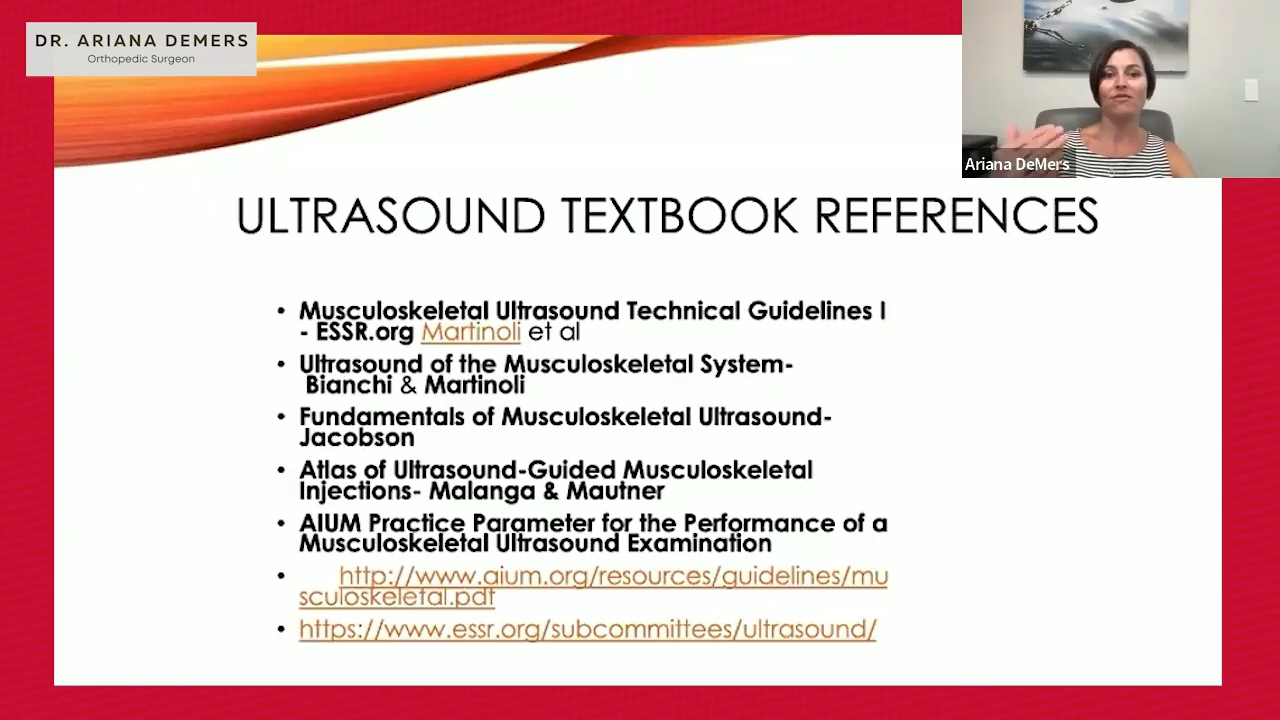 DR. ARIANA DEMERS
Orthopedic Surgeon
Ariana DeMers
ULTRASOUND TEXTBOOK REFERENCES
• Musculoskeletal Ultrasound Technical Guidelines I
- ESSR.org Martinoli et al
• Ultrasound of the Musculoskeletal System-
Bianchi & Martinoli
• Fundamentals of Musculoskeletal Ultrasound-
Jacobson
• Atlas of Ultrasound-Guided Musculoskeletal
Injections- Malanga & Mautner
• AIUM Practice Parameter for the Performance of a
Musculoskeletal Ultrasound Examination
• http://www.aium.org/resources/guidelines/mu
sculoskeletal.pdf
• https://www.essr.org/subcommittees/ultrasound/